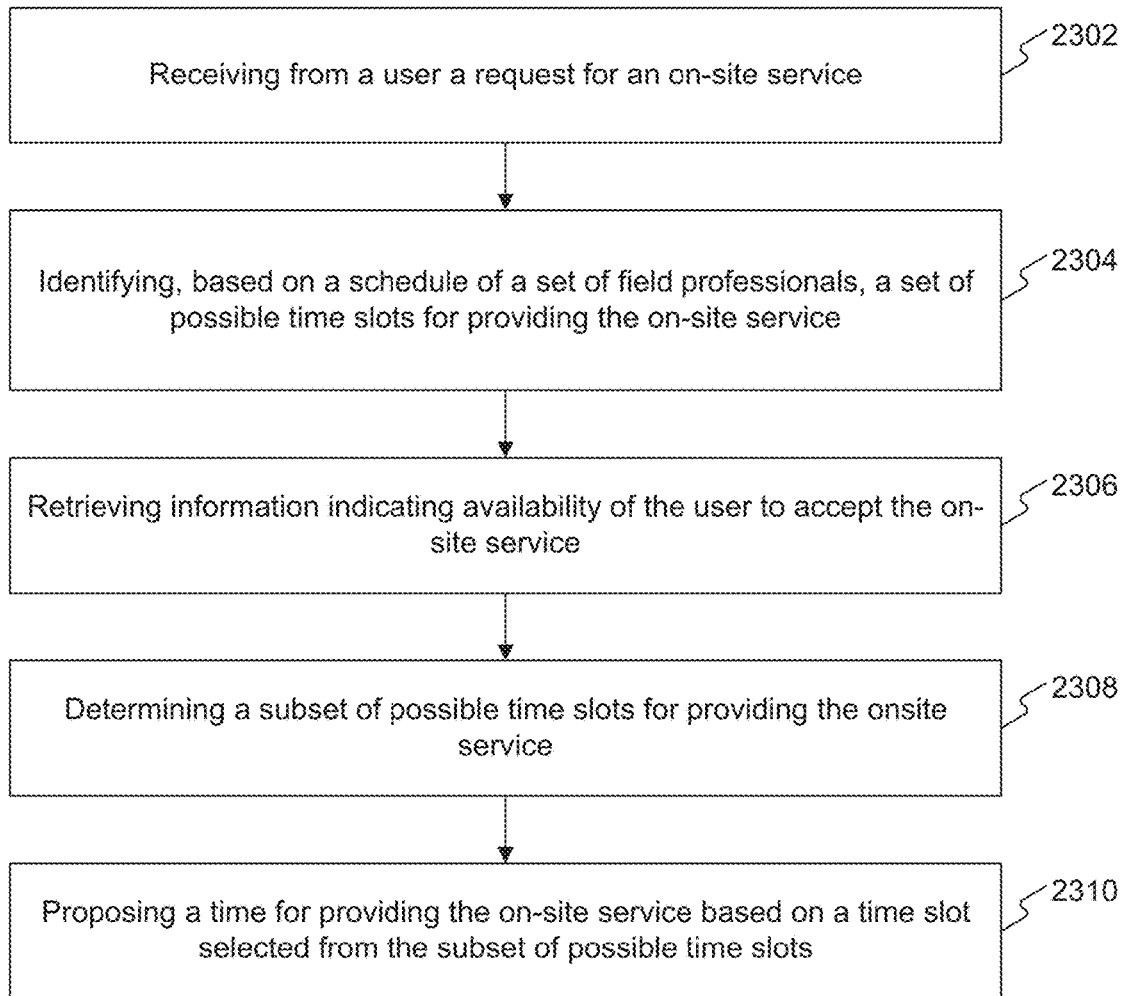 2302
Receiving from a user a request for an on-site service
2304
Identifying, based on a schedule of a set of field professionals, a set of
possible time slots for providing the on-site service
2306
Retrieving information indicating availability of the user to accept the on-
site service
2308
Determining a subset of possible time slots for providing the onsite
service
2310
Proposing a time for providing the on-site service based on a time slot
selected from the subset of possible time slots